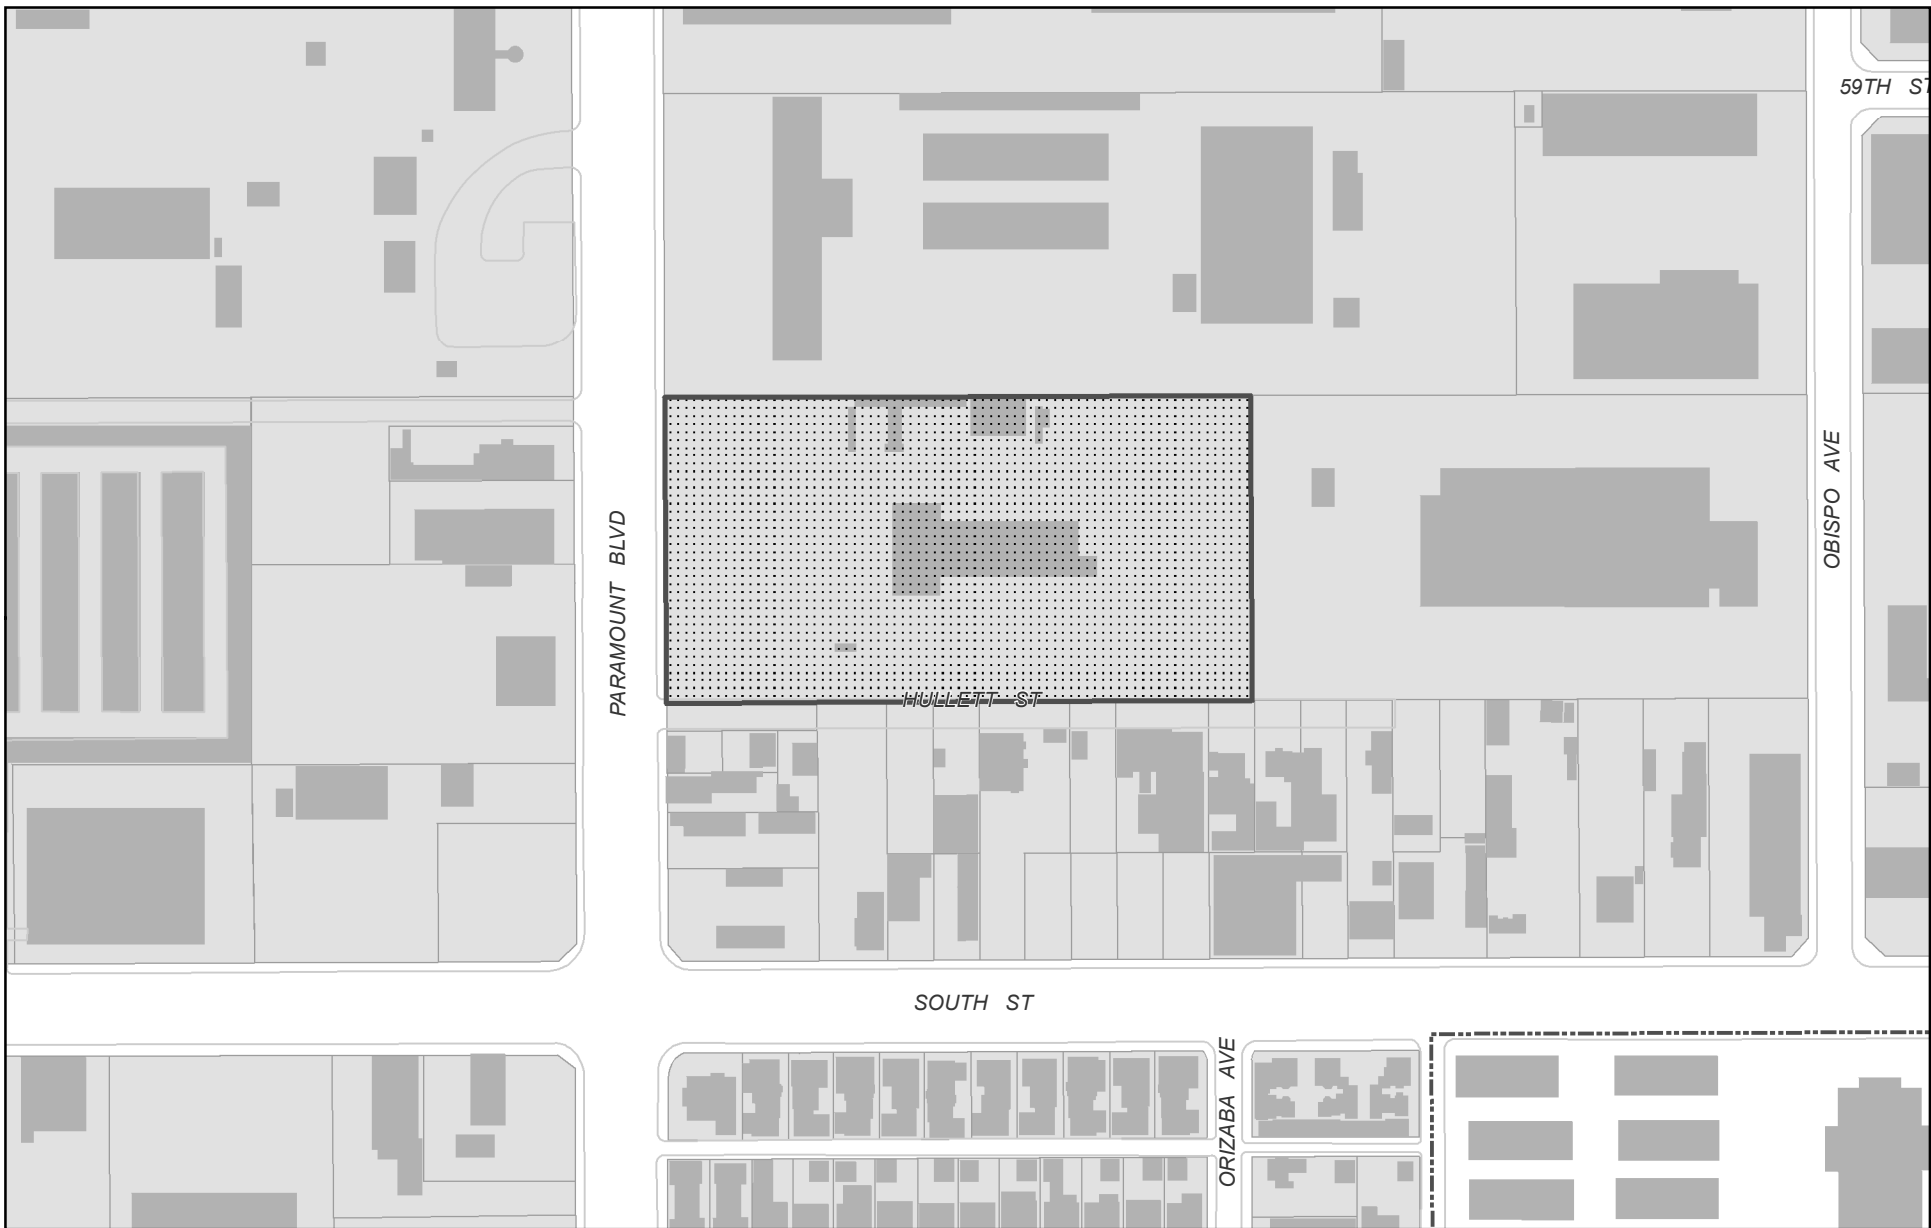 59TH ST
OBISPO AVE
PARAMOUNT BLVD
HULLETT ST
SOUTH ST
ORIZABA AVE